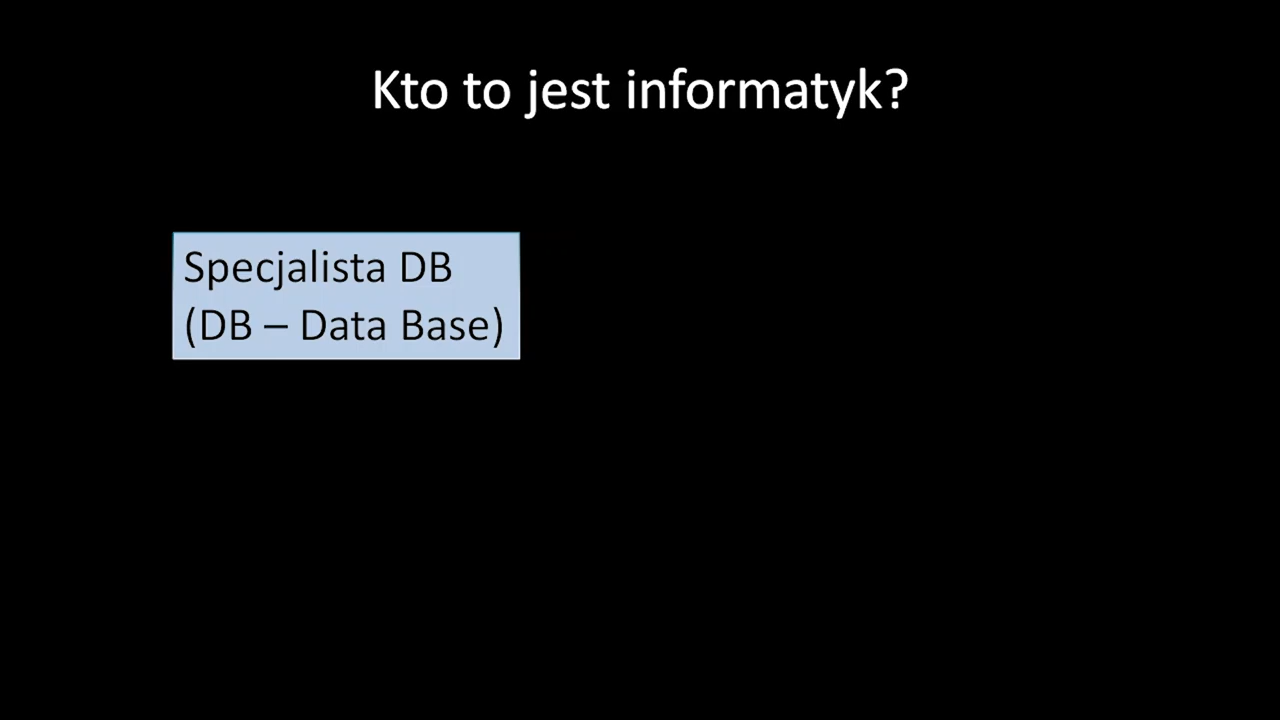 Kto to jest informatyk?
Specjalista DB
(DB – Data Base)